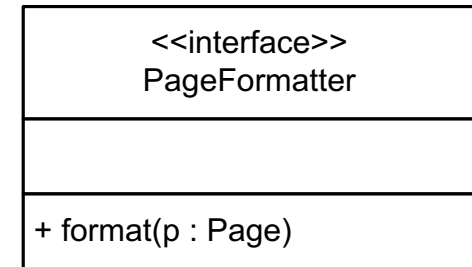 <<interface>>
PageFormatter
+ format(p : Page)